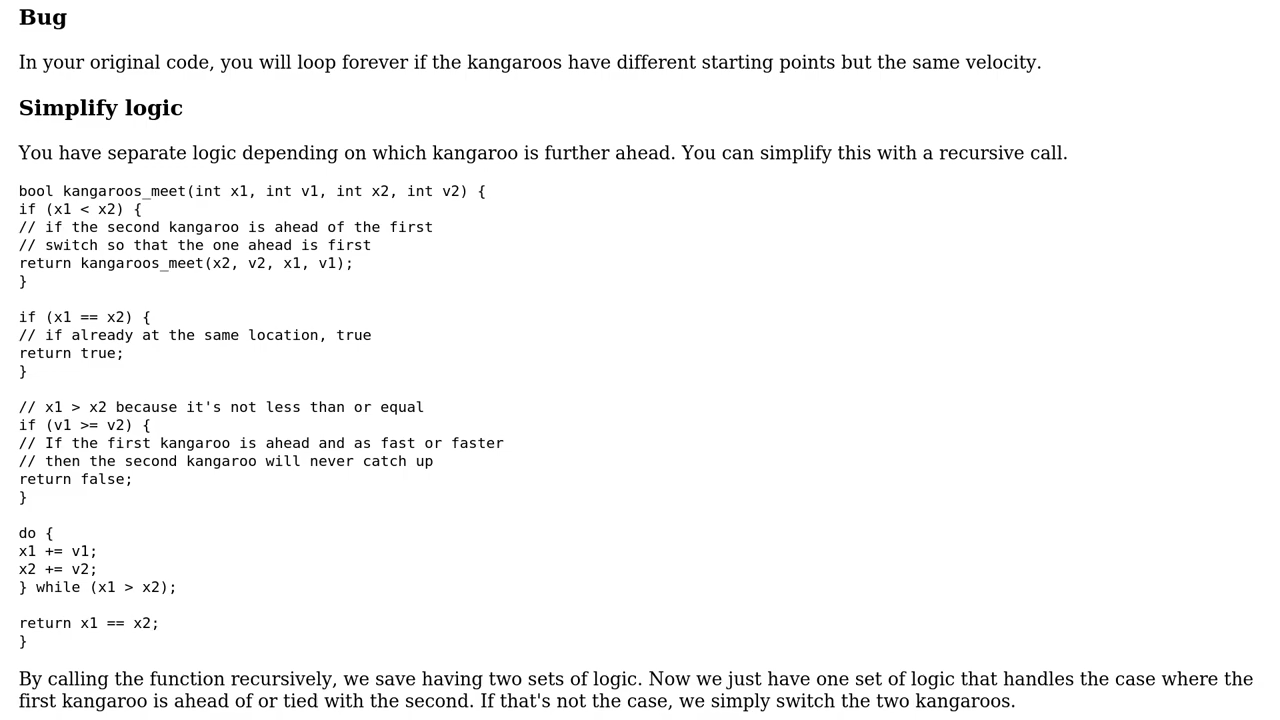 Bug
In your original code, you will loop forever if the kangaroos have different starting points but the same velocity.
Simplify logic
You have separate logic depending on which kangaroo is further ahead. You can simplify this with a recursive call.
bool kangaroos_meet(int x1, int v1, int x2, int v2) {
if (x1 < x2) {
// if the second kangaroo is ahead of the first
// switch so that the one ahead is first
return kangaroos_meet(x2, v2, x1, v1);
}
if (x1 == x2) {
// if already at the same location, true
return true;
}
// x1 > x2 because it's not less than or equal
if (v1 >= v2) {
// If the first kangaroo is ahead and as fast or faster
// then the second kangaroo will never catch up
return false;
}
do {
x1 += v1;
x2 += v2;
} while (x1 > x2);
return x1 == x2;
}
By calling the function recursively, we save having two sets of logic. Now we just have one set of logic that handles the case where the
first kangaroo is ahead of or tied with the second. If that's not the case, we simply switch the two kangaroos.